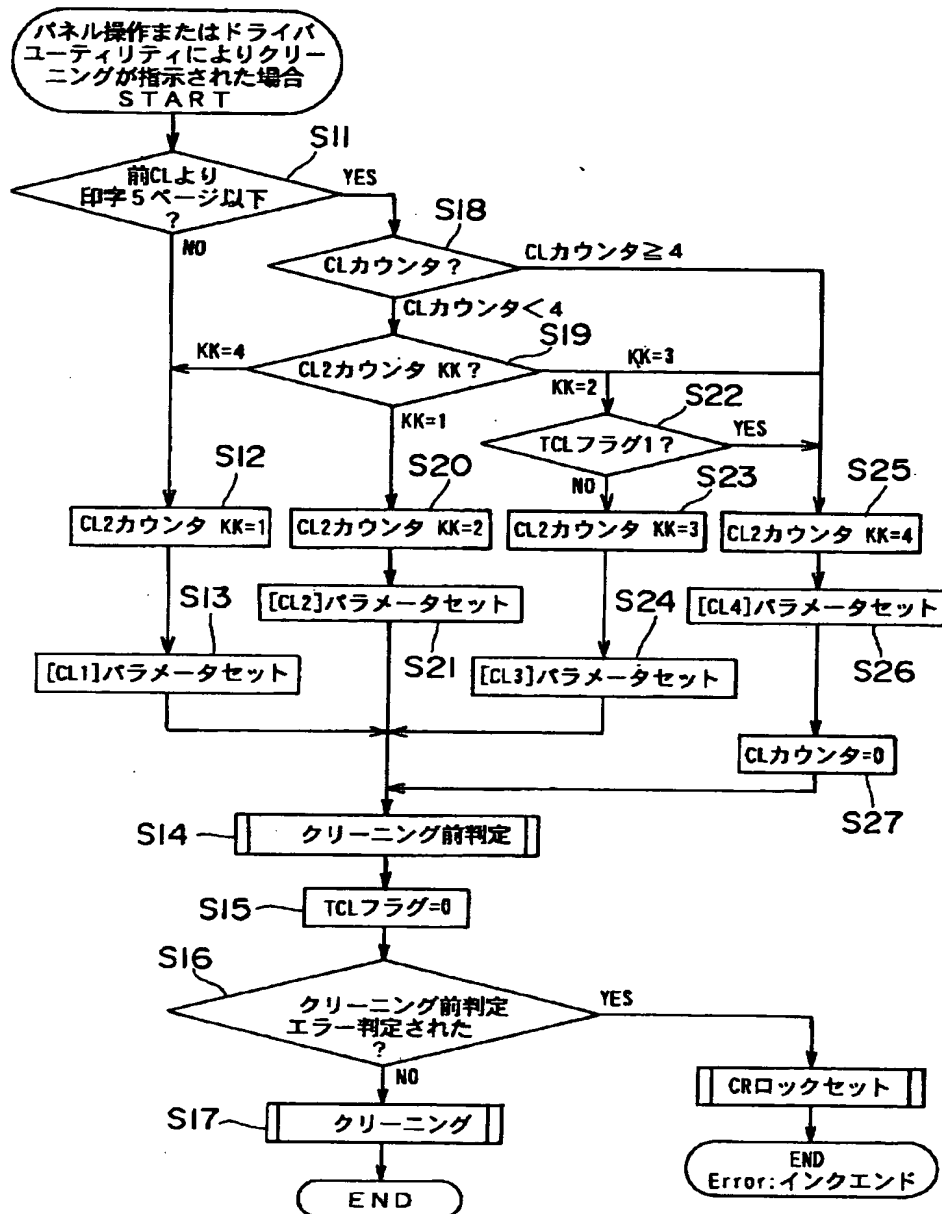 パネル操作またはドライバ
ユーティリティによりクリー
ニングが指示された場合
START
S11
前CLより
印字5ページ以下
?
YES
NO
S18
CLカウンタ?
CLカウンタ≧4
CLカウンタ<4
S19
CL2カウンタ KK?
KK=4
KK=3
KK=2
KK=1
S22
TCLフラグ1?
YES
NO
S12
CL2カウンタ KK=1
S20
CL2カウンタ KK=2
S23
CL2カウンタ KK=3
S25
CL2カウンタ KK=4
S13
[CL1]パラメータセット
[CL2]パラメータセット
S21
S24
[CL3]パラメータセット
[CL4]パラメータセット
S26
CLカウンタ=0
S27
S14
クリーニング前判定
S15
TCLフラグ=0
S16
クリーニング前判定
エラー判定された
?
YES
NO
S17
クリーニング
END
CRロックセット
END
Error:インクエンド